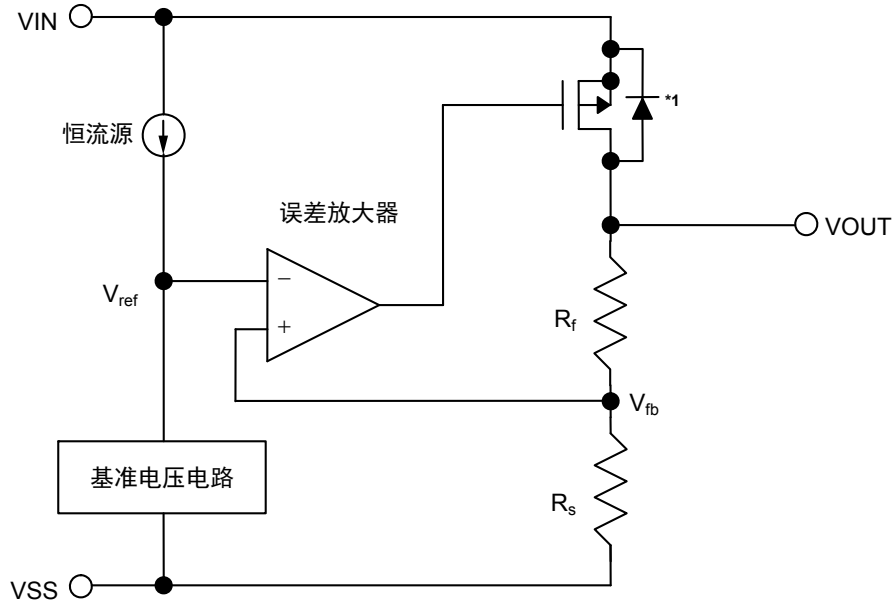 VIN
*1
恒流源
误差放大器
VOUT
V_ref
−
+
R_f
V_fb
基准电压电路
R_s
VSS